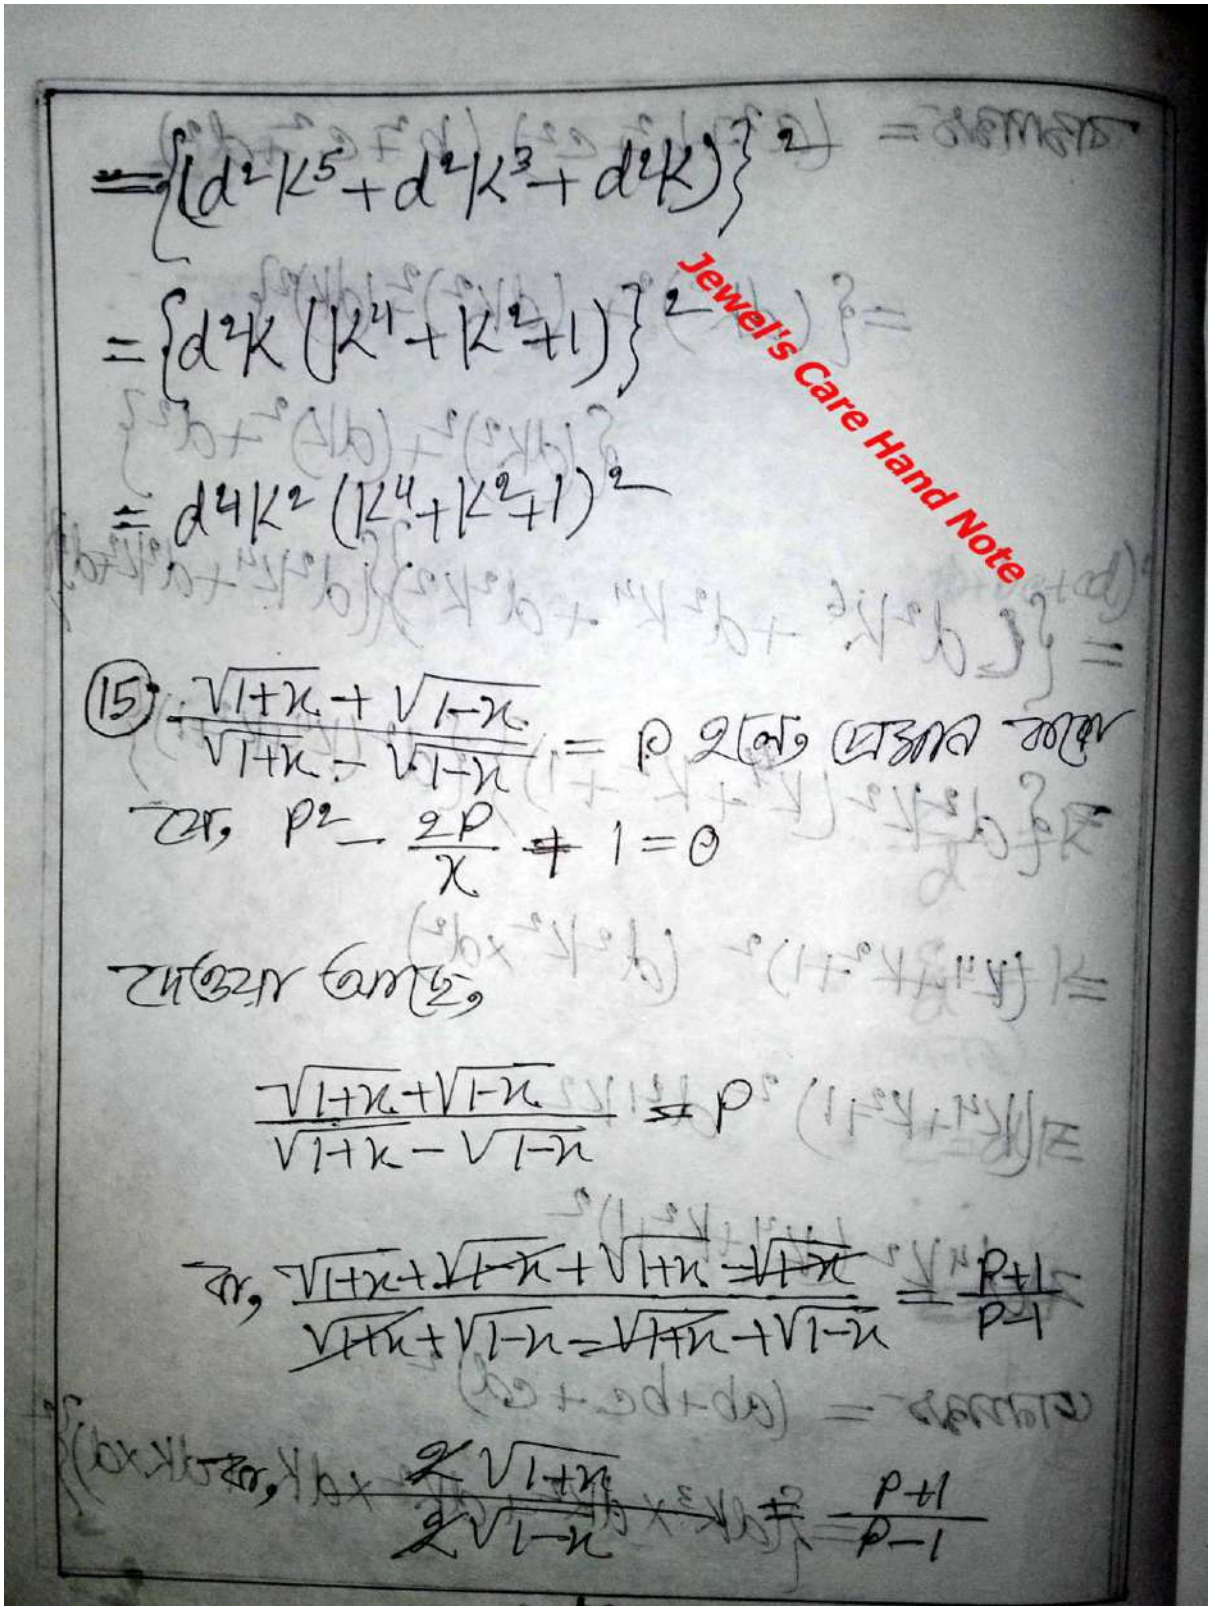 ={(d²K⁵+d²K³+d²K)}²
={d²K(K⁴+K²+1)}²
=d⁴K²(K⁴+K²+1)²
Jewel's Care Hand Note
(15) (√(1+x)+√(1-x))/(√(1+x)-√(1-x)) = P হলে, প্রমান কর
যে, P²-2P/x+1=0
দেওয়া আছে,
(√(1+x)+√(1-x))/(√(1+x)-√(1-x)) = P
বা, (√(1+x)+√(1-x)+√(1+x)-√(1-x))/(√(1+x)+√(1-x)-√(1+x)+√(1-x)) = (P+1)/(P-1)
বা, 2√(1+x)/2√(1-x) = (P+1)/(P-1)